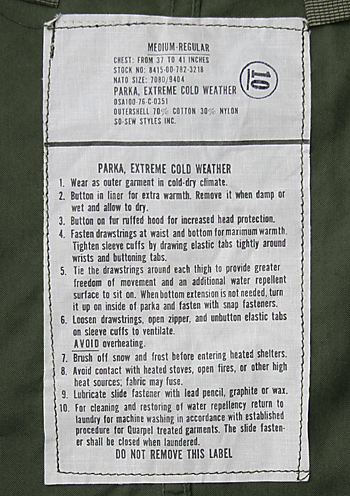 MEDIUM-REGULAR
CHEST: FROM 37 TO 41 INCHES
STOCK NO: 8415-00-782-3218
NATO SIZE: 7080/9404
PARKA, EXTREME COLD WEATHER
DSA100-76-C-0351
OUTERSHELL 70% COTTON 30% NYLON
SO-SEW STYLES INC.
10
PARKA, EXTREME COLD WEATHER
1. Wear as outer garment in cold-dry climate.
2. Button in liner for extra warmth. Remove it when damp or
wet and allow to dry.
3. Button on fur ruffed hood for increased head protection.
4. Fasten drawstrings at waist and bottom for maximum warmth.
Tighten sleeve cuffs by drawing elastic tabs tightly around
wrists and buttoning tabs.
5. Tie the drawstrings around each thigh to provide greater
freedom of movement and an additional water repellent
surface to sit on. When bottom extension is not needed, turn
it up on inside of parka and fasten with snap fasteners.
6. Loosen drawstrings, open zipper, and unbutton elastic tabs
on sleeve cuffs to ventilate.
AVOID overheating.
7. Brush off snow and frost before entering heated shelters.
8. Avoid contact with heated stoves, open fires, or other high
heat sources; fabric may fuse.
9. Lubricate slide fastener with lead pencil, graphite or wax.
10. For cleaning and restoring of water repellency return to
laundry for machine washing in accordance with established
procedure for Quarpel treated garments. The slide fasten-
er shall be closed when laundered.
DO NOT REMOVE THIS LABEL